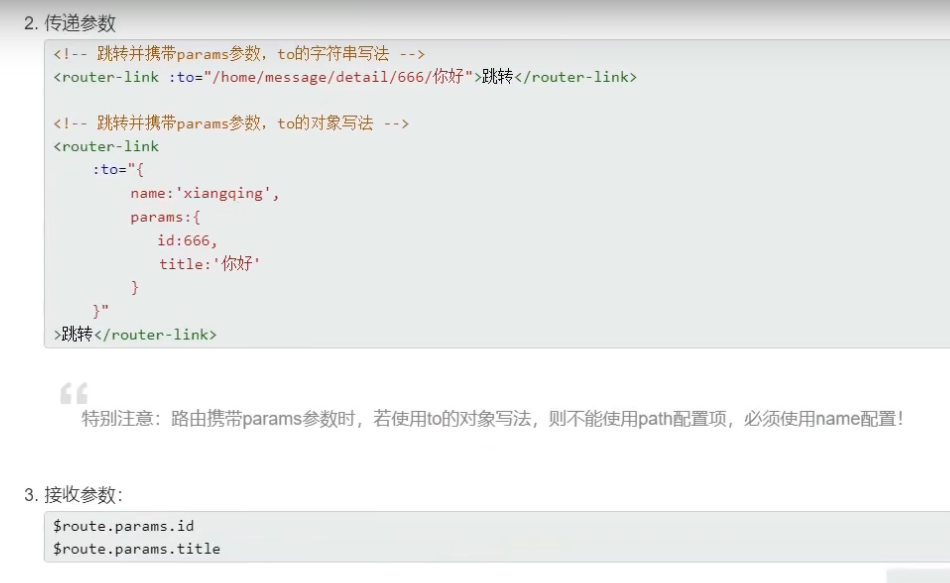 2. 传递参数
<!-- 跳转并携带params参数，to的字符串写法 -->
<router-link :to="/home/message/detail/666/你好">跳转</router-link>
<!-- 跳转并携带params参数，to的对象写法 -->
<router-link
:to="{
name:'xiangqing',
params:{
id:666,
title:'你好'
}
}"
>跳转</router-link>
特别注意：路由携带params参数时，若使用to的对象写法，则不能使用path配置项，必须使用name配置！
3. 接收参数：
$route.params.id
$route.params.title